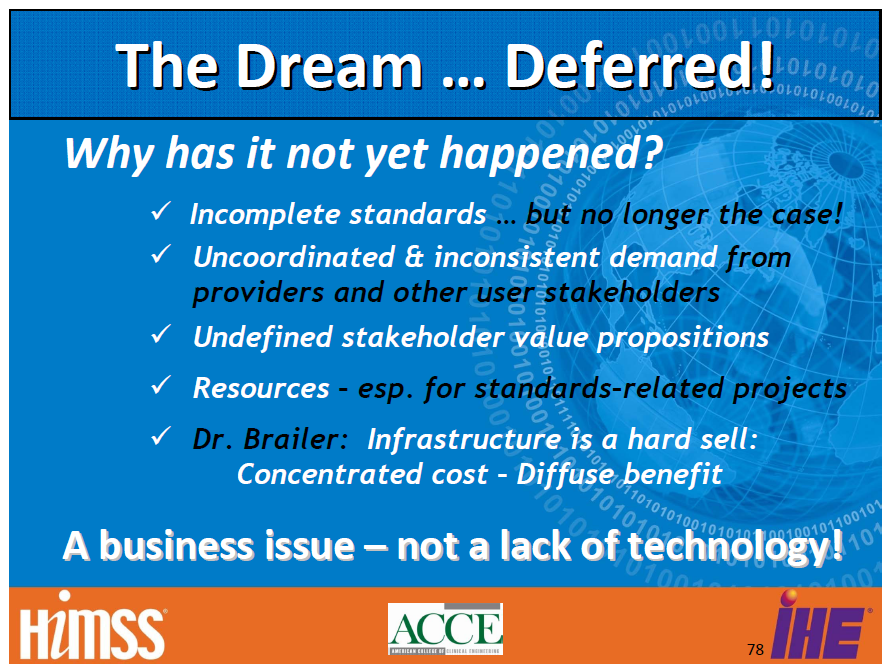 The Dream … Deferred!
Why has it not yet happened?
✓ Incomplete standards … but no longer the case!
✓ Uncoordinated & inconsistent demand from
providers and other user stakeholders
✓ Undefined stakeholder value propositions
✓ Resources – esp. for standards-related projects
✓ Dr. Brailer: Infrastructure is a hard sell:
Concentrated cost – Diffuse benefit
A business issue – not a lack of technology!
HiMSS®
ACCE
AMERICAN COLLEGE OF CLINICAL ENGINEERING
78
iHE®